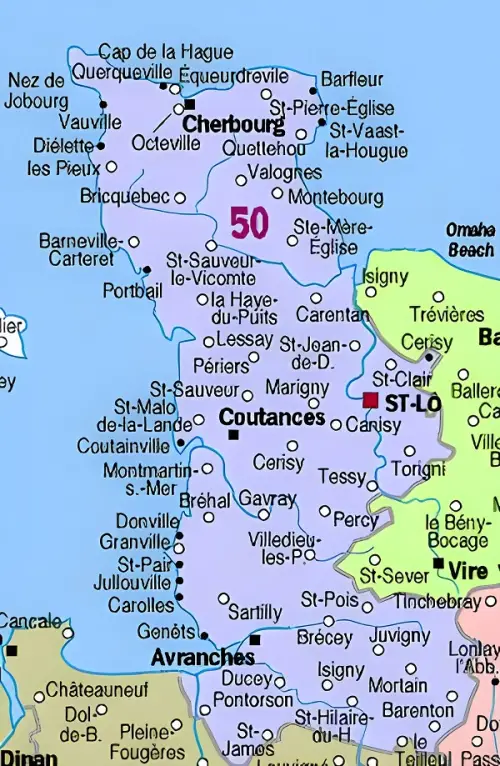 Cap de la Hague
Querqueville
Équeurdreville
Nez de
Jobourg
Barfleur
St-Pierre-Église
Vauville
Cherbourg
St-Vaast-
la-Hougue
Diélette
Octeville
Quettehou
les Pieux
Valognes
Bricquebec
Montebourg
50
Ste-Mère-
Église
Omaha
Beach
Barneville-
Carteret
St-Sauveur-
le-Vicomte
Isigny
Portbail
la Haye-
du-Puits
Carentan
Trévières
Lessay
St-Jean-
de-D.
Cerisy
Périers
St-Clair
St-Sauveur
Marigny
ST-LÔ
St-Malo
de-la-Lande
Coutances
Canisy
Coutainville
Cerisy
Torigni
Montmartin-
s.-Mer
Tessy
Bréhal
Gavray
Percy
le Bény-
Bocage
Donville
Granville
Villedieu-
les-P.
St-Pair
St-Sever
Vire
Jullouville
Carolles
Sartilly
St-Pois
Tinchebray
Cancale
Genêts
Brécey
Juvigny
Avranches
Lonlay
l'Abb.
Ducey
Isigny
Mortain
Châteauneuf
Pontorson
Dol-
de-B.
Pleine-
Fougères
St-
James
St-Hilaire-
du-H.
Barenton
le
Teilleul
Dinan